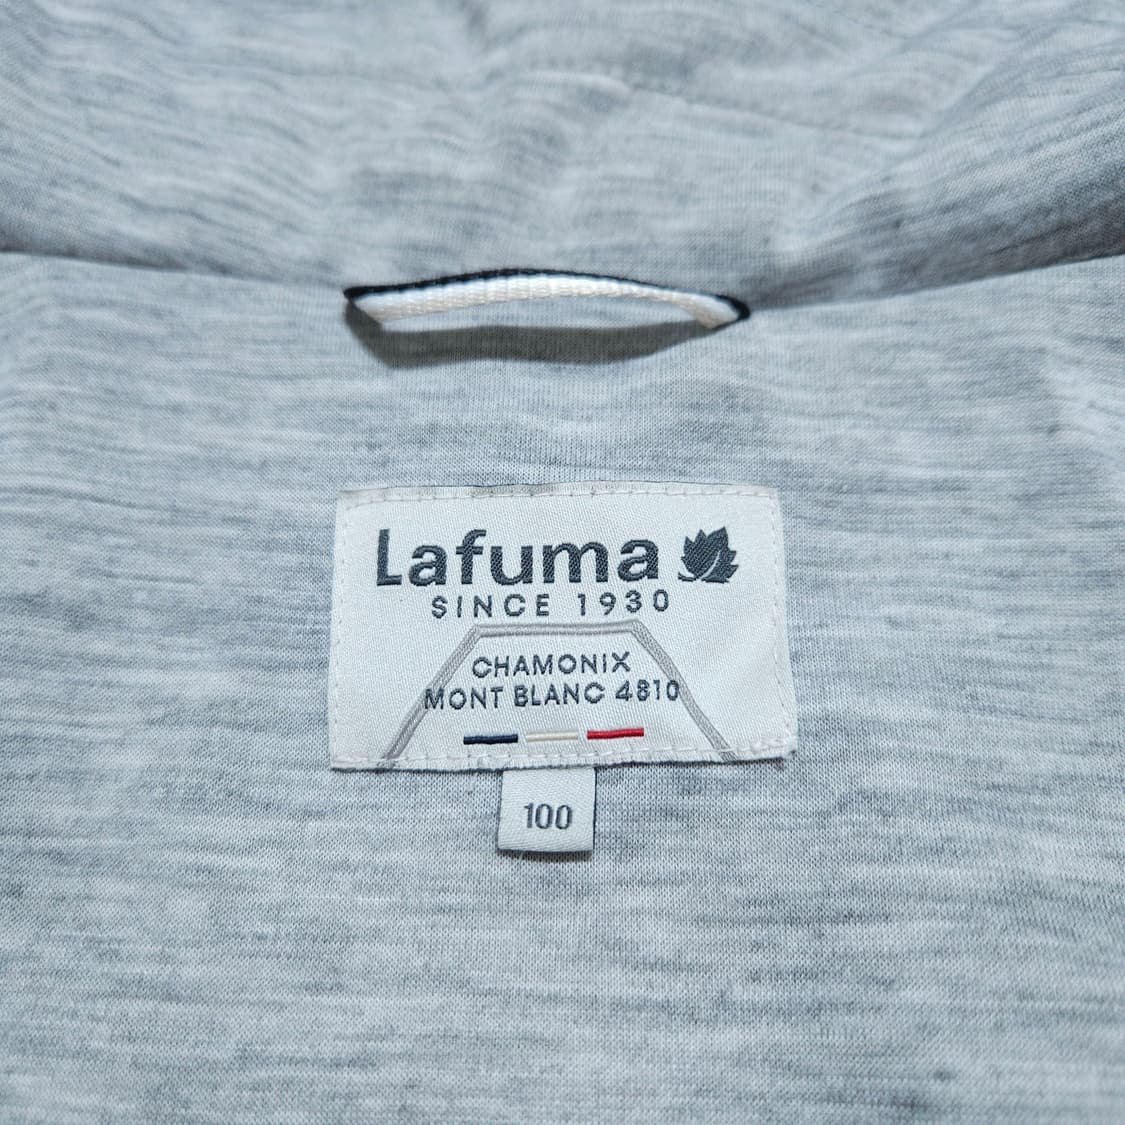 Lafuma
SINCE 1930
CHAMONIX
MONT BLANC 4810
100